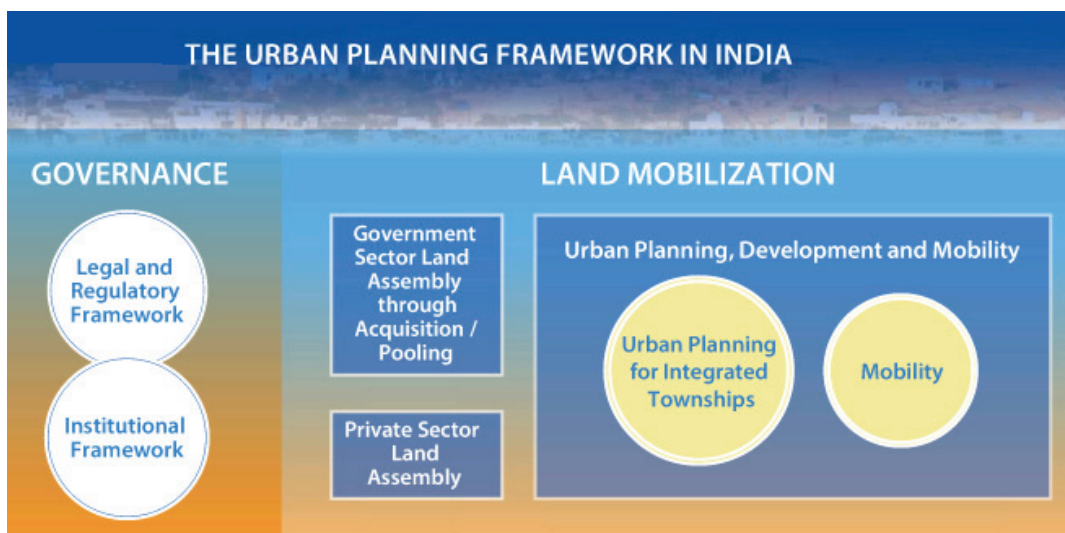 THE URBAN PLANNING FRAMEWORK IN INDIA
GOVERNANCE
Legal and
Regulatory
Framework
Institutional
Framework
LAND MOBILIZATION
Government
Sector Land
Assembly
through
Acquisition /
Pooling
Private Sector
Land
Assembly
Urban Planning, Development and Mobility
Urban Planning
for Integrated
Townships
Mobility